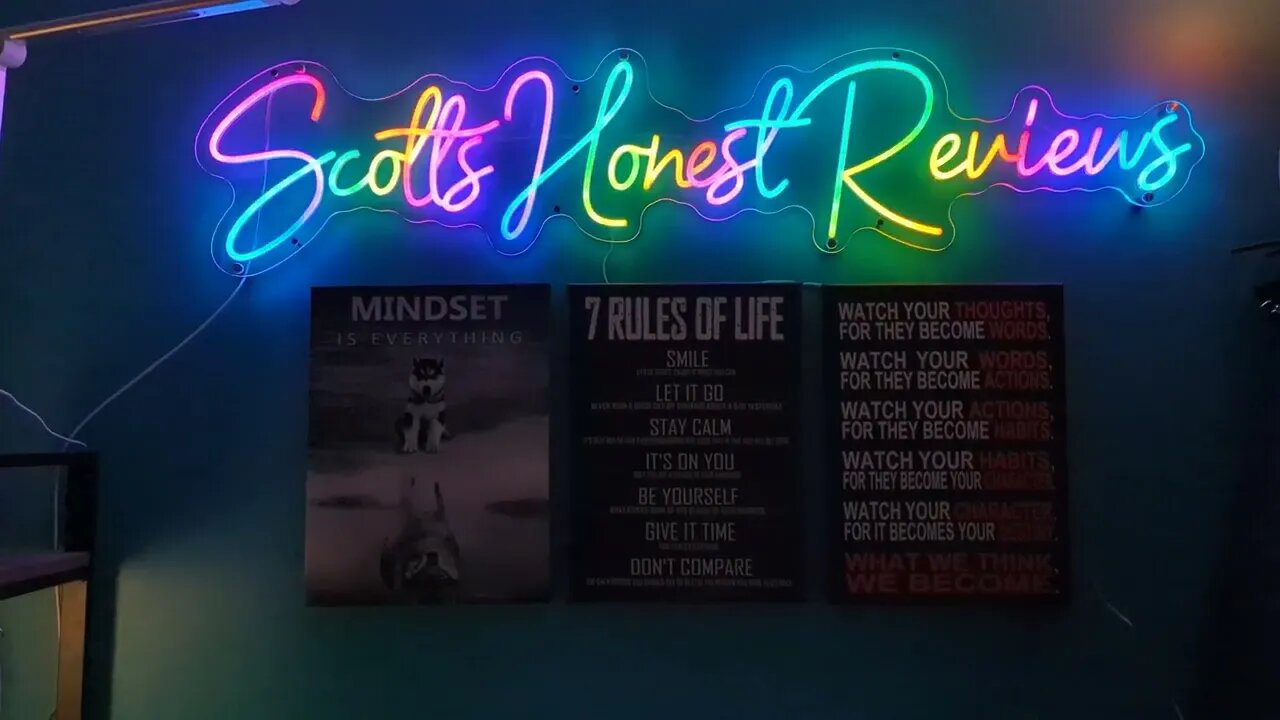 Scotts Honest Reviews
MINDSET
IS EVERYTHING
7 RULES OF LIFE
SMILE
LET IT GO
STAY CALM
IT'S ON YOU
BE YOURSELF
GIVE IT TIME
DON'T COMPARE
WATCH YOUR THOUGHTS,
FOR THEY BECOME WORDS.
WATCH YOUR WORDS,
FOR THEY BECOME ACTIONS.
WATCH YOUR ACTIONS,
FOR THEY BECOME HABITS.
WATCH YOUR HABITS,
FOR THEY BECOME YOUR CHARACTER.
WATCH YOUR CHARACTER,
FOR IT BECOMES YOUR DESTINY.
WHAT WE THINK,
WE BECOME.